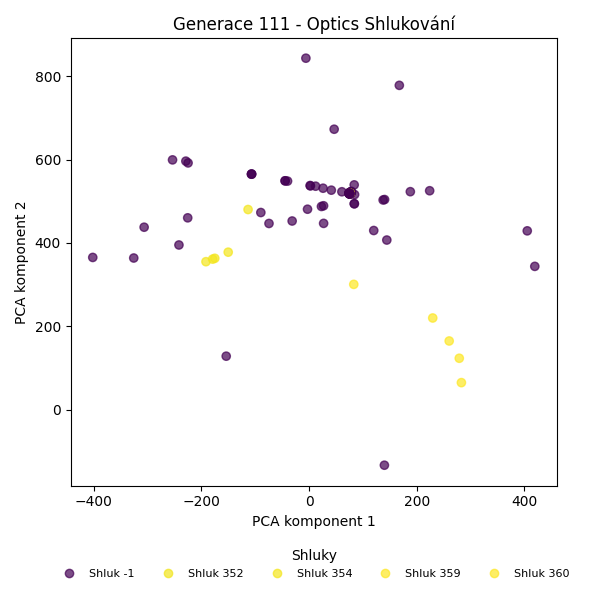 Generace 111 - Optics Shlukování
PCA komponent 2
800
600
400
200
0
−400 −200 0 200 400
PCA komponent 1
Shluky
Shluk -1 Shluk 352 Shluk 354 Shluk 359 Shluk 360